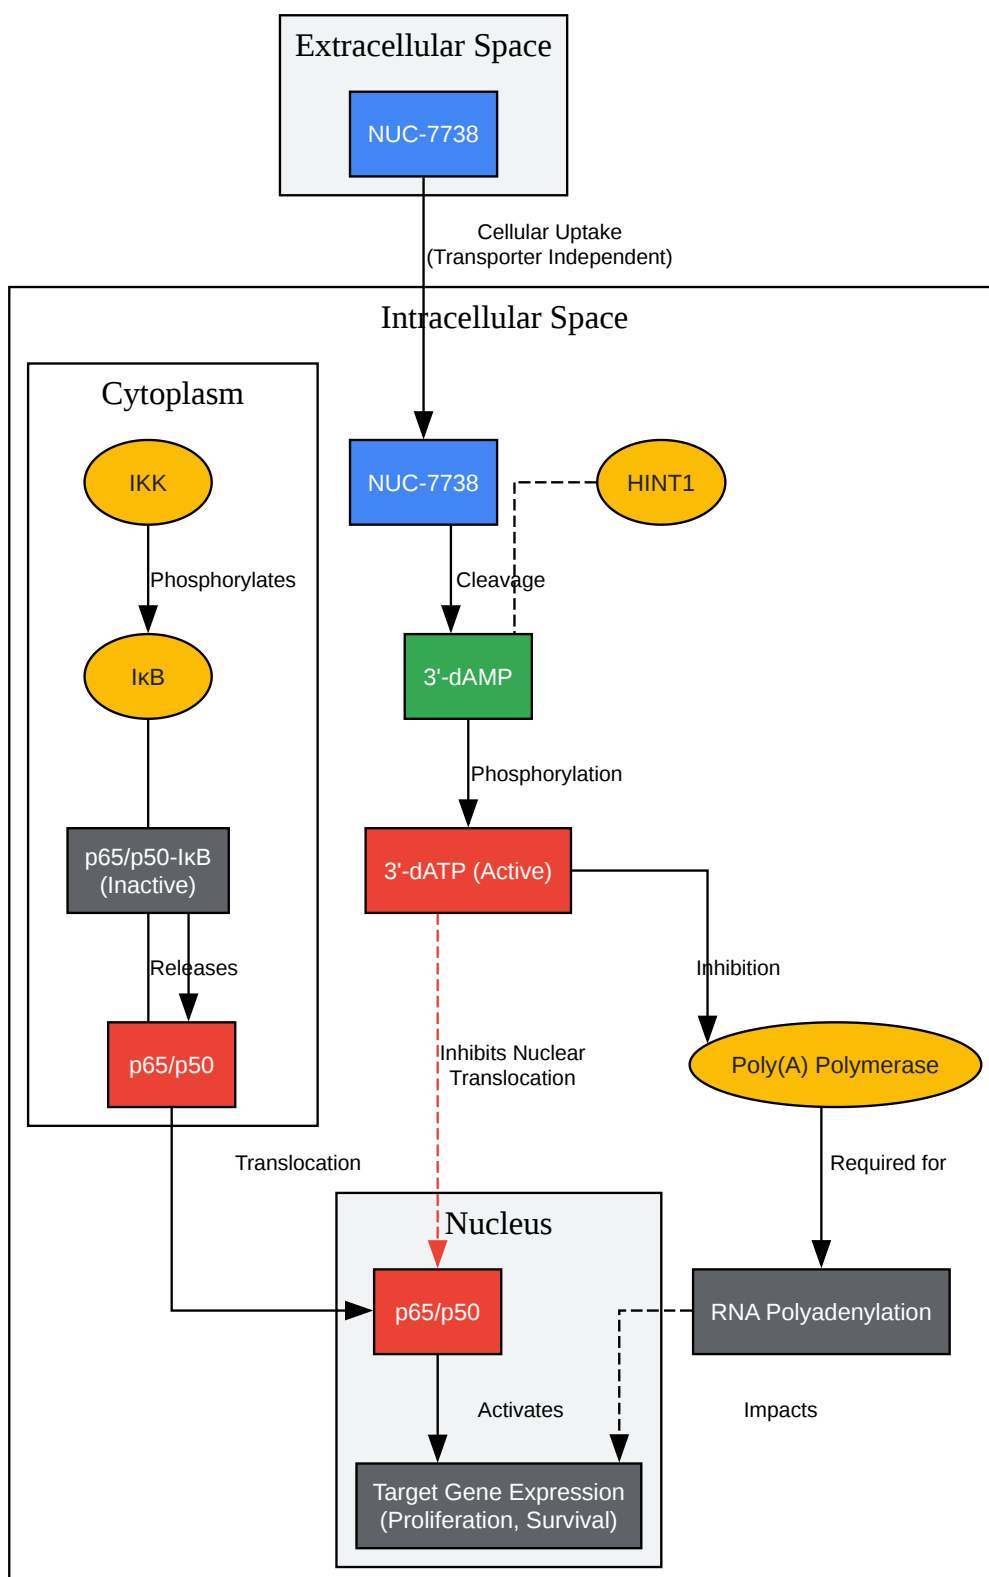 Extracellular Space
NUC-7738
Cellular Uptake
(Transporter Independent)
Intracellular Space
Cytoplasm
IKK
NUC-7738
HINT1
Phosphorylates
Cleavage
IκB
3'-dAMP
Phosphorylation
p65/p50-IκB
(Inactive)
3'-dATP (Active)
Releases
Inhibition
p65/p50
Inhibits Nuclear
Translocation
Poly(A) Polymerase
Translocation
Required for
Nucleus
p65/p50
RNA Polyadenylation
Activates
Impacts
Target Gene Expression
(Proliferation, Survival)